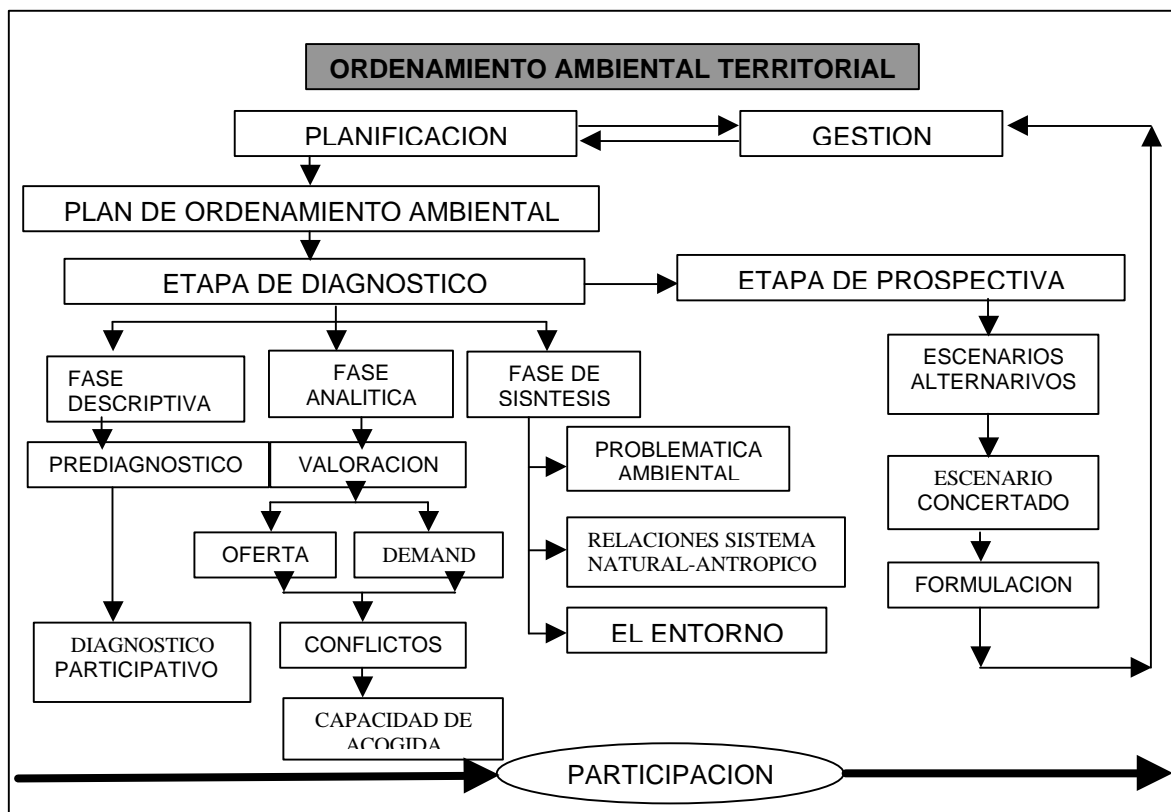 ORDENAMIENTO AMBIENTAL TERRITORIAL
PLANIFICACION
GESTION
PLAN DE ORDENAMIENTO AMBIENTAL
ETAPA DE DIAGNOSTICO
ETAPA DE PROSPECTIVA
FASE
DESCRIPTIVA
FASE
ANALITICA
FASE DE
SISNTESIS
ESCENARIOS
ALTERNARIVOS
PREDIAGNOSTICO
VALORACION
PROBLEMATICA
AMBIENTAL
ESCENARIO
CONCERTADO
OFERTA
DEMAND
RELACIONES SISTEMA
NATURAL-ANTROPICO
FORMULACION
DIAGNOSTICO
PARTICIPATIVO
CONFLICTOS
EL ENTORNO
CAPACIDAD DE
ACOGIDA
PARTICIPACION